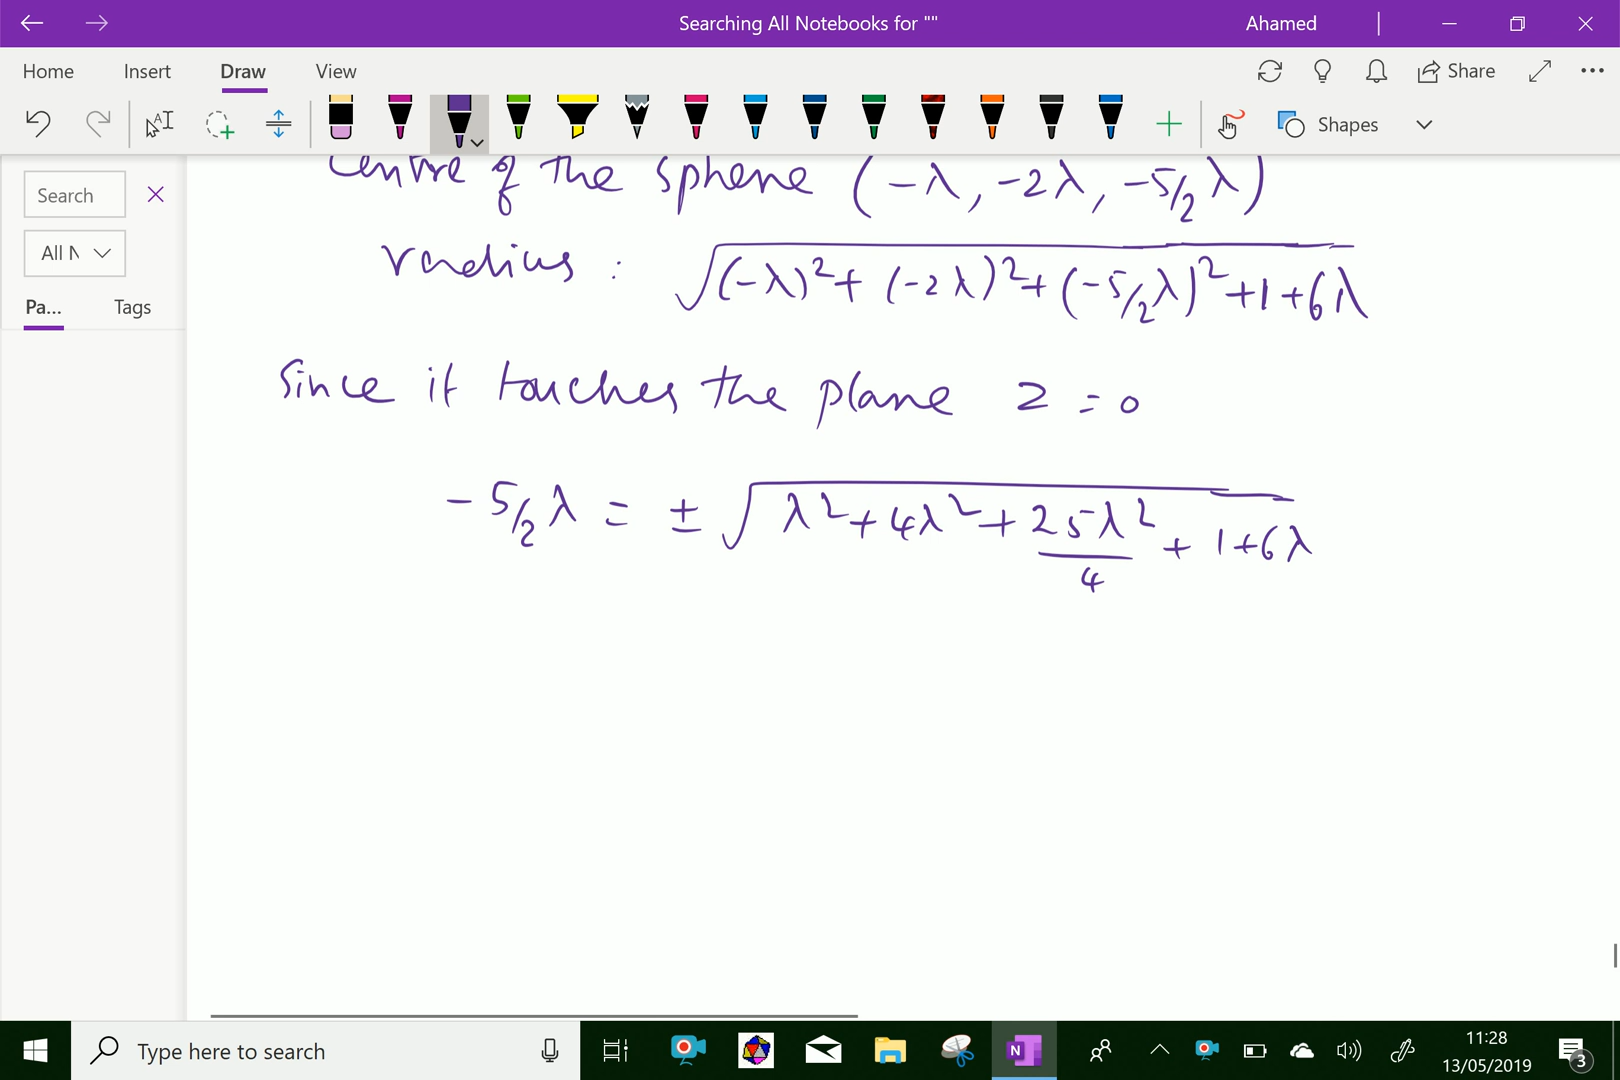 Searching All Notebooks for ""
Ahamed
Home Insert Draw View
Share
Shapes
Search
All N
Pa... Tags
Centre of the sphere (-λ, -2λ, -5/2 λ)
radius : √(-λ)²+(-2λ)²+(-5/2λ)²+1+6λ
Since it touches the plane z = 0
-5/2 λ = ± √λ²+4λ²+25λ²/4 + 1+6λ
Type here to search
11:28
13/05/2019
3